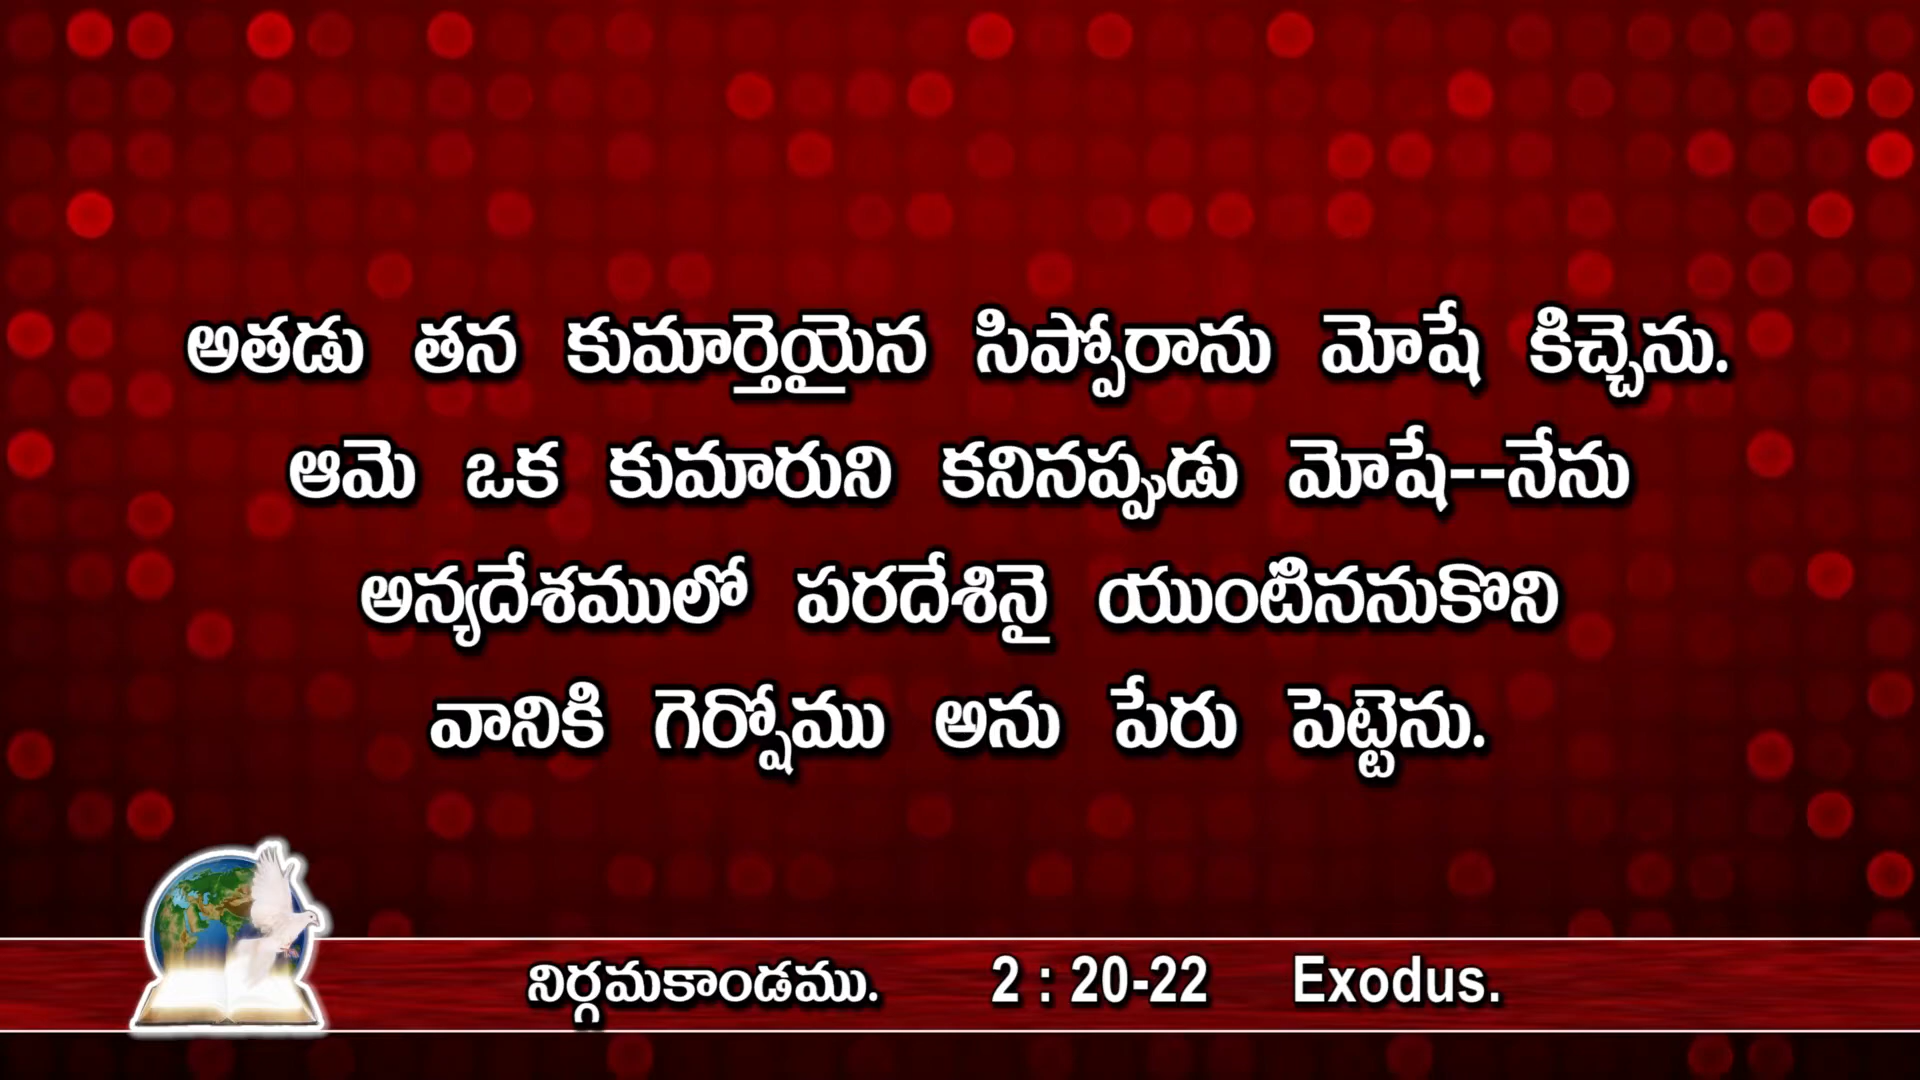 అతడు తన కుమార్తెయైన సిప్పోరాను మోషే కిచ్చెను.
ఆమె ఒక కుమారుని కనినప్పుడు మోషే--నేను
అన్యదేశములో పరదేశినై యుంటిననుకొని
వానికి గెర్షోము అను పేరు పెట్టెను.
నిర్గమకాండము. 2 : 20-22 Exodus.